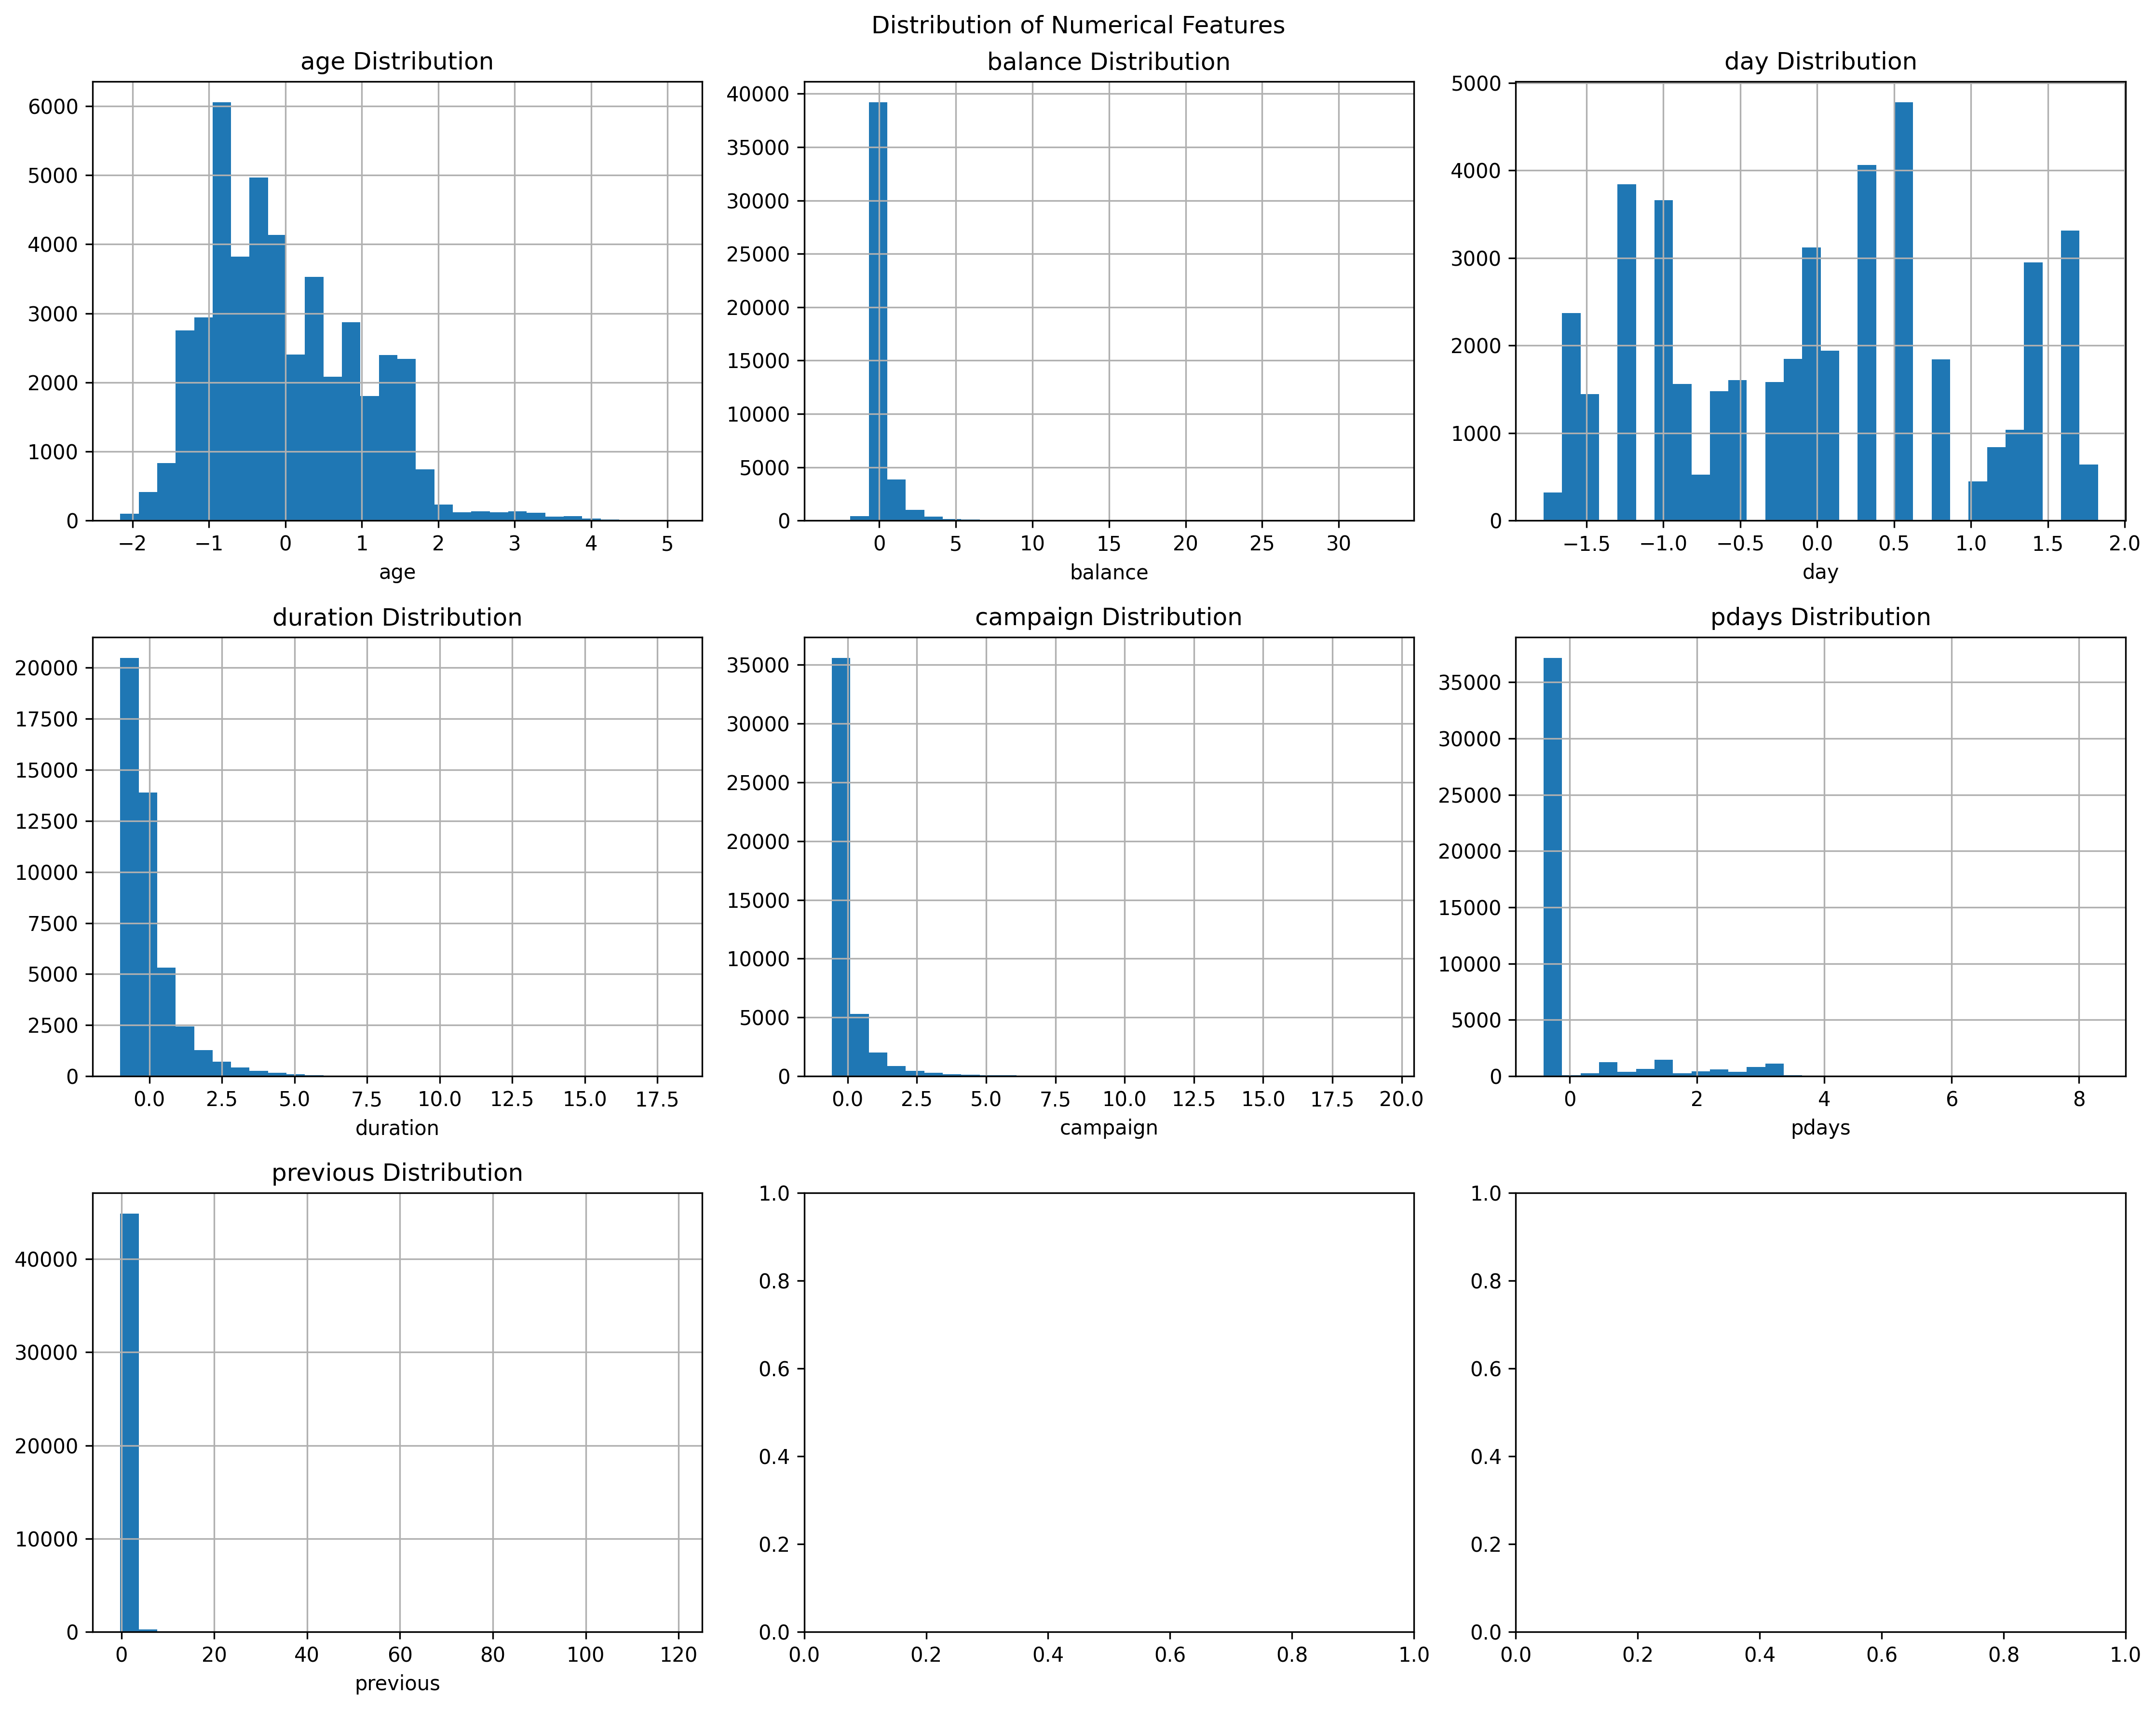 Distribution of Numerical Features
age Distribution
6000
5000
4000
3000
2000
1000
0
−2 −1 0 1 2 3 4 5
age
balance Distribution
40000
35000
30000
25000
20000
15000
10000
5000
0
0 5 10 15 20 25 30
balance
day Distribution
5000
4000
3000
2000
1000
0
−1.5 −1.0 −0.5 0.0 0.5 1.0 1.5 2.0
day
duration Distribution
20000
17500
15000
12500
10000
7500
5000
2500
0
0.0 2.5 5.0 7.5 10.0 12.5 15.0 17.5
duration
campaign Distribution
35000
30000
25000
20000
15000
10000
5000
0
0.0 2.5 5.0 7.5 10.0 12.5 15.0 17.5 20.0
campaign
pdays Distribution
35000
30000
25000
20000
15000
10000
5000
0
0 2 4 6 8
pdays
previous Distribution
40000
30000
20000
10000
0
0 20 40 60 80 100 120
previous
1.0
0.8
0.6
0.4
0.2
0.0
0.0 0.2 0.4 0.6 0.8 1.0
1.0
0.8
0.6
0.4
0.2
0.0
0.0 0.2 0.4 0.6 0.8 1.0